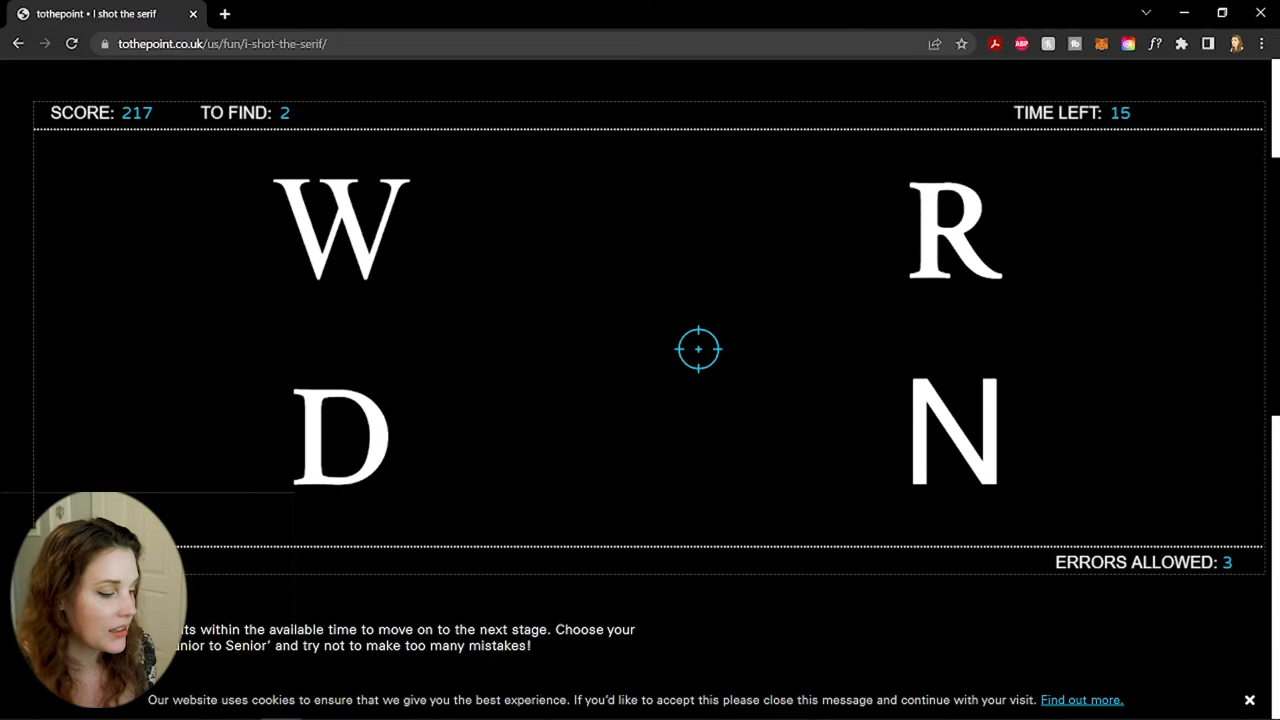 tothepoint • I shot the serif
tothepoint.co.uk/us/fun/i-shot-the-serif/
ABP
f?
SCORE: 217 TO FIND: 2 TIME LEFT: 15
W R
D N
ERRORS ALLOWED: 3
within the available time to move on to the next stage. Choose your
to Senior' and try not to make too many mistakes!
Our website uses cookies to ensure that we give you the best experience. If you'd like to accept this please close this message and continue with your visit. Find out more.